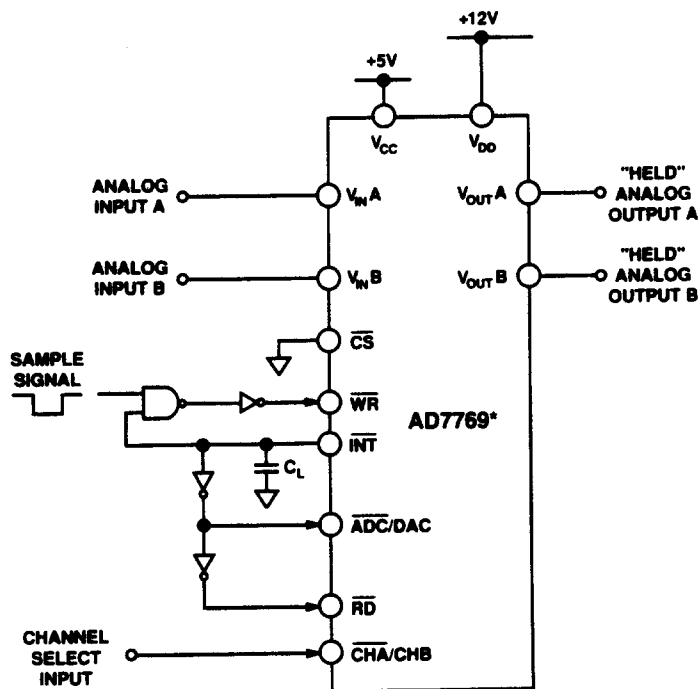 +12V
+5V
VCC
VDD
ANALOG
INPUT A
VIN A
VOUT A
"HELD"
ANALOG
OUTPUT A
ANALOG
INPUT B
VIN B
VOUT B
"HELD"
ANALOG
OUTPUT B
CS
SAMPLE
SIGNAL
WR
AD7769*
INT
CL
ADC/DAC
RD
CHANNEL
SELECT
INPUT
CHA/CHB